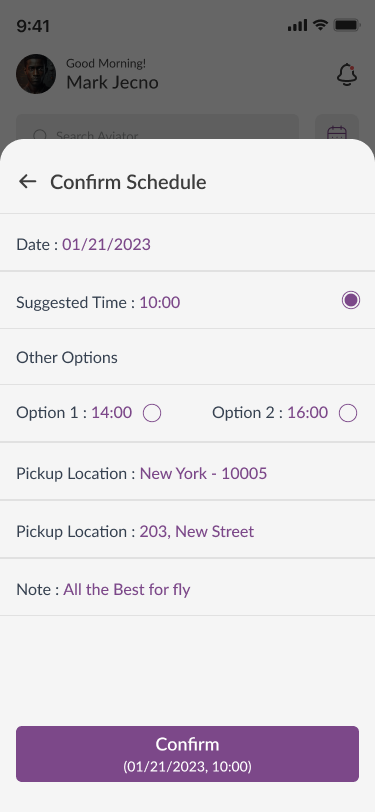 9:41
Good Morning!
Mark Jecno
Search Aviator
Confirm Schedule
Date : 01/21/2023
Suggested Time : 10:00
Other Options
Option 1 : 14:00 Option 2 : 16:00
Pickup Location : New York - 10005
Pickup Location : 203, New Street
Note : All the Best for fly
Confirm
(01/21/2023, 10:00)